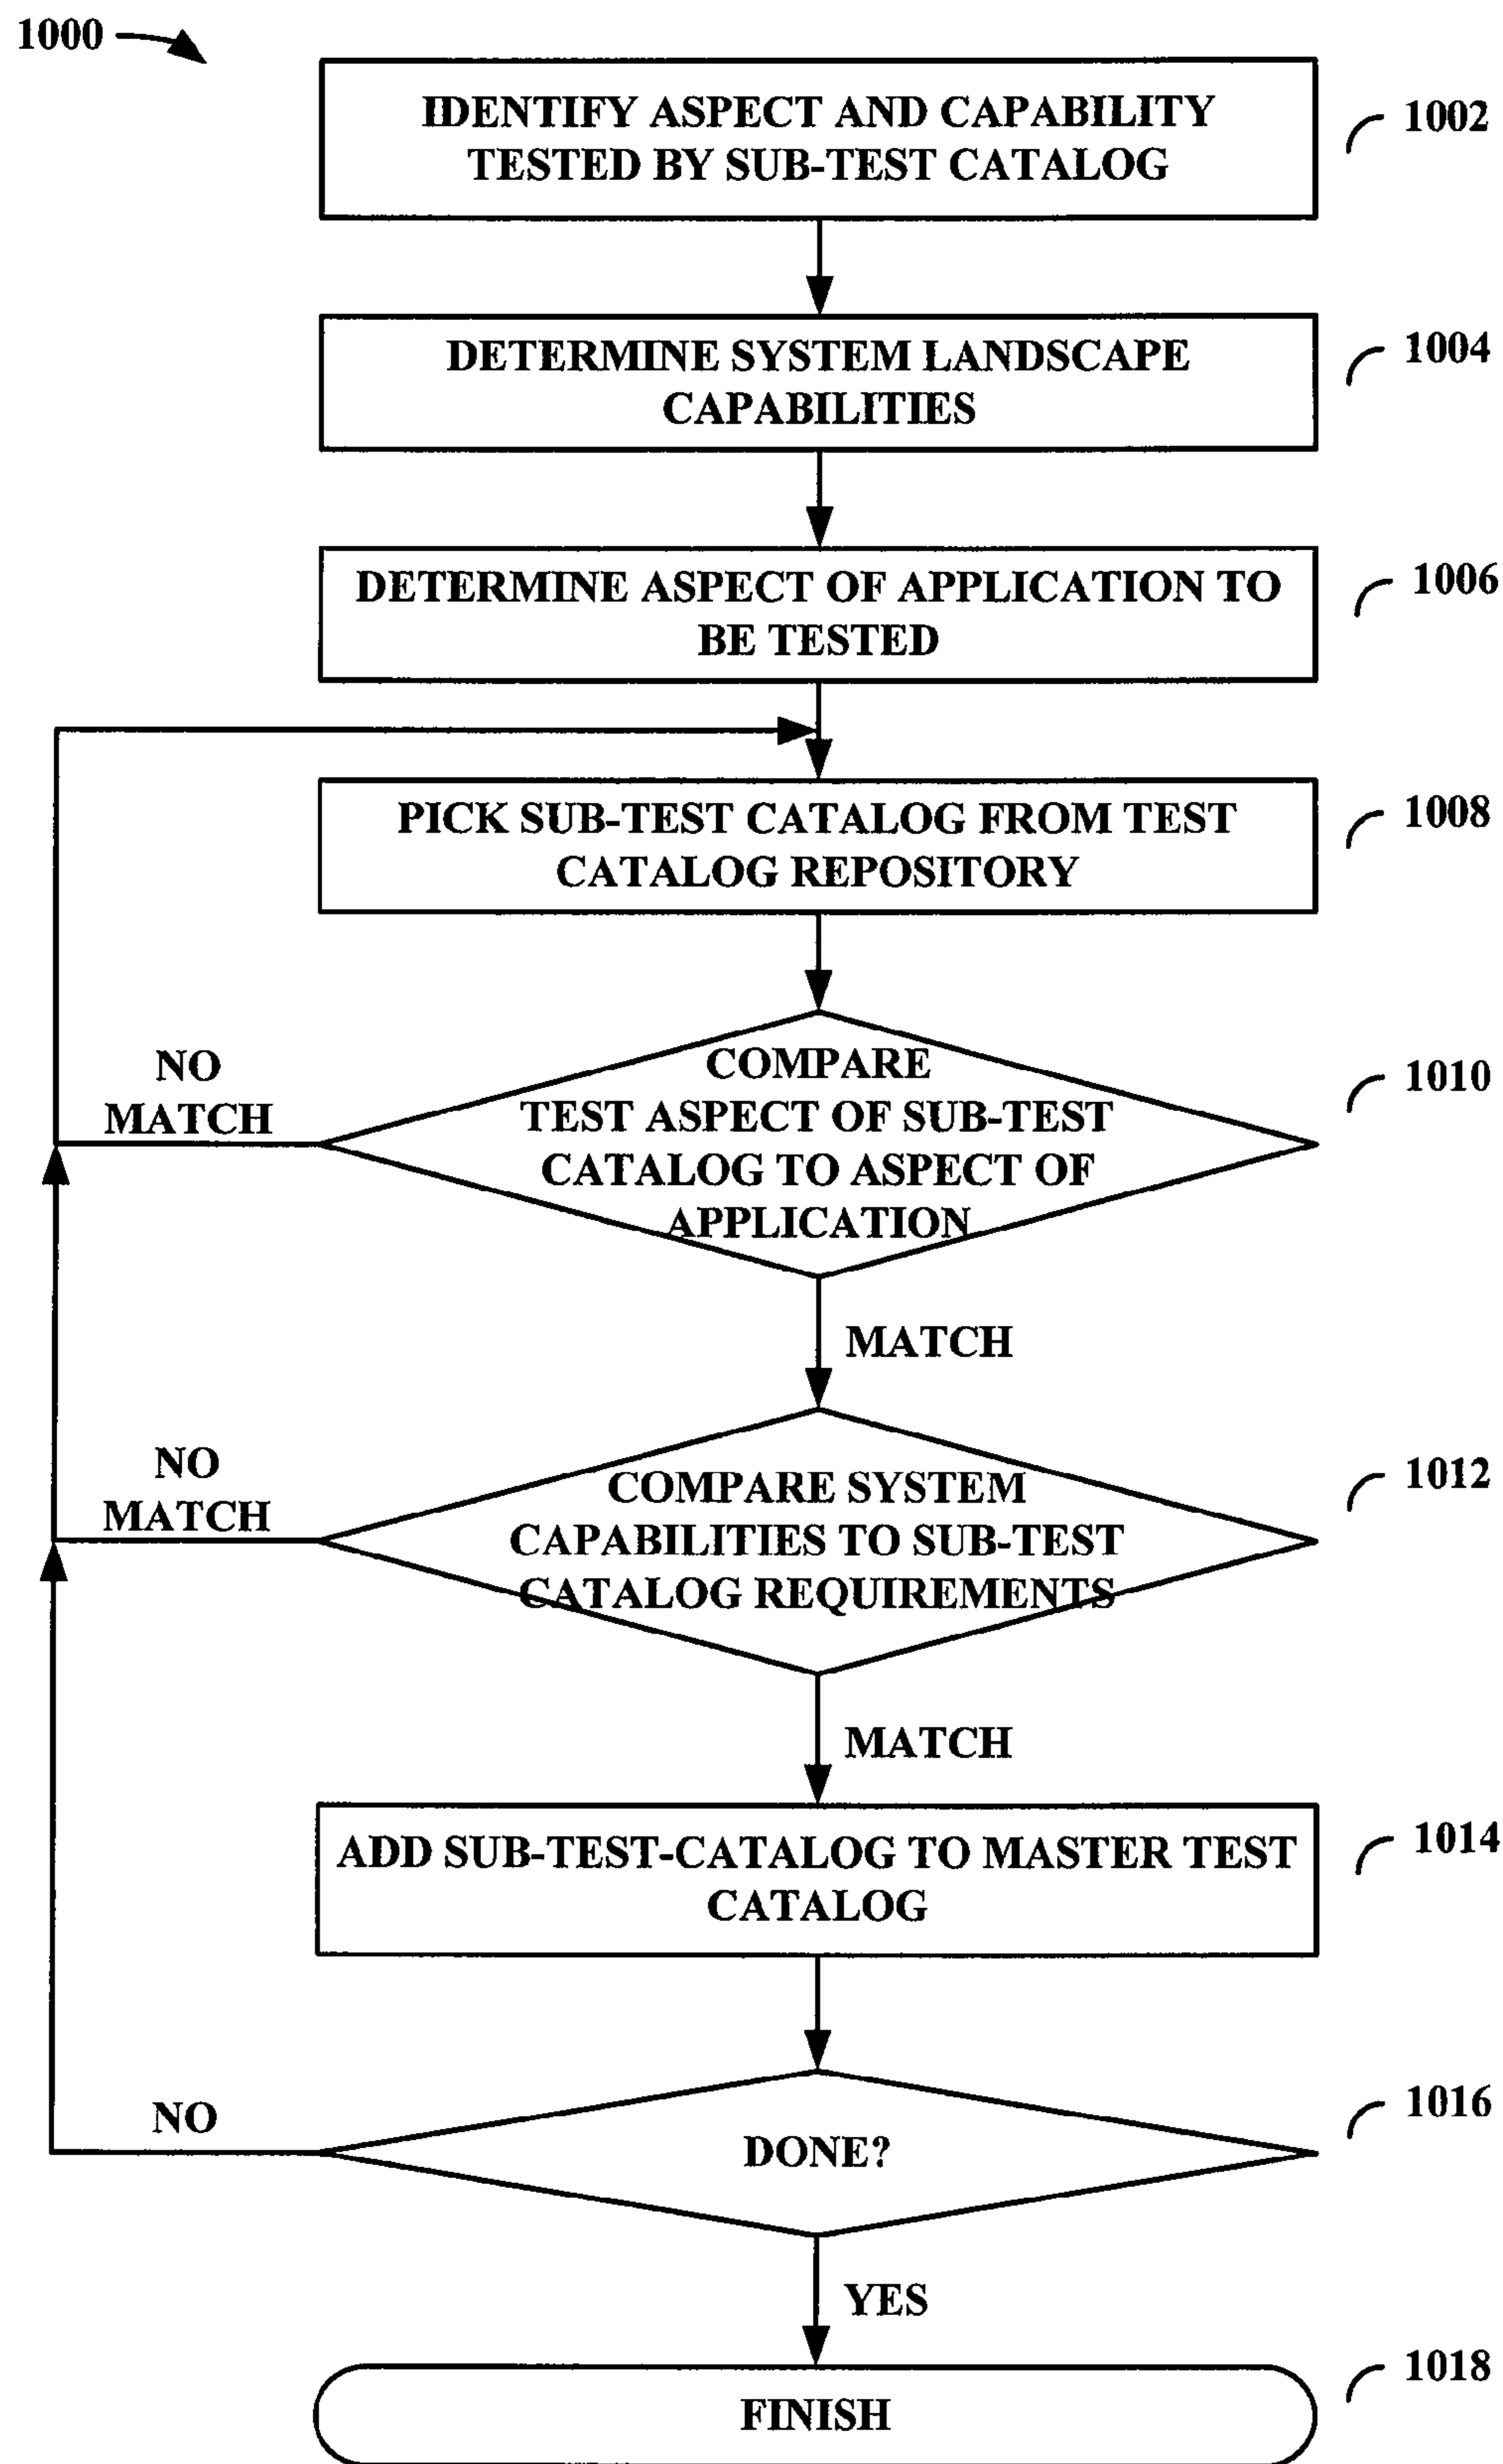 1000
IDENTIFY ASPECT AND CAPABILITY
TESTED BY SUB-TEST CATALOG
1002
DETERMINE SYSTEM LANDSCAPE
CAPABILITIES
1004
DETERMINE ASPECT OF APPLICATION TO
BE TESTED
1006
PICK SUB-TEST CATALOG FROM TEST
CATALOG REPOSITORY
1008
NO
MATCH
COMPARE
TEST ASPECT OF SUB-TEST
CATALOG TO ASPECT OF
APPLICATION
1010
MATCH
NO
MATCH
COMPARE SYSTEM
CAPABILITIES TO SUB-TEST
CATALOG REQUIREMENTS
1012
MATCH
ADD SUB-TEST-CATALOG TO MASTER TEST
CATALOG
1014
NO
DONE?
1016
YES
FINISH
1018